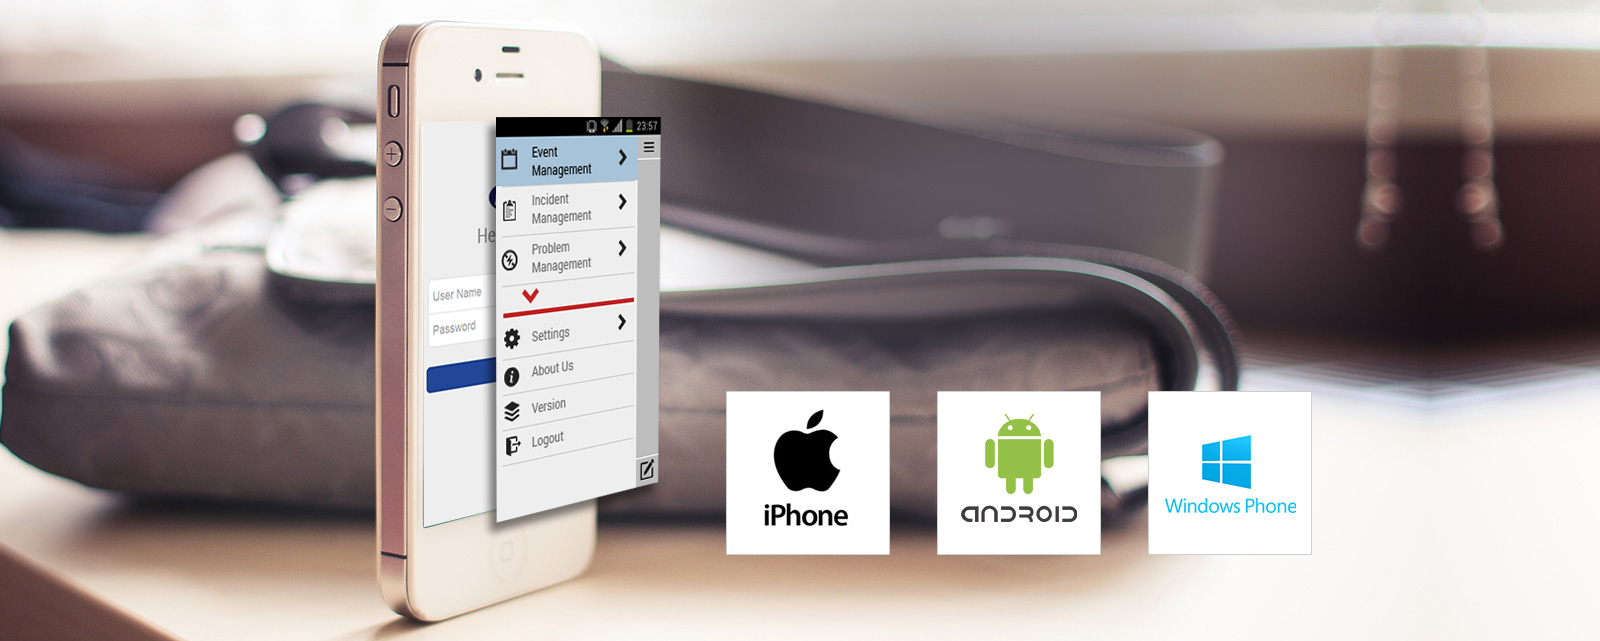 23:57
Event
Management
Incident
Management
He
Problem
Management
User Name
Password
Settings
About Us
Version
Logout
iPhone
ANDROID
Windows Phone